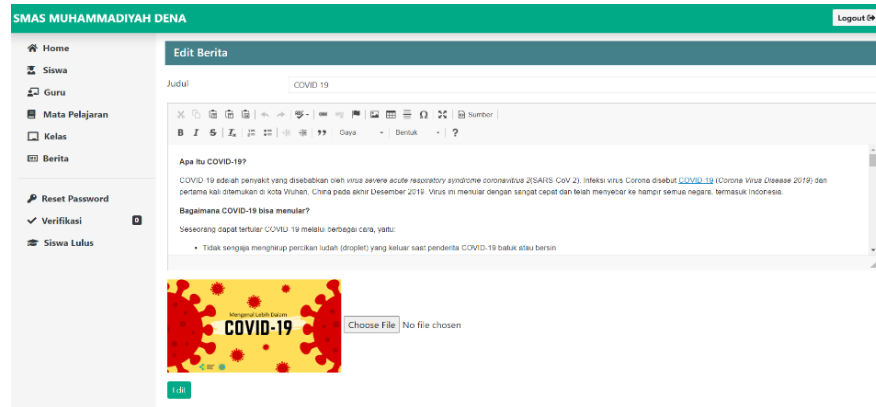 SMAS MUHAMMADIYAH DENA
Logout
Home
Siswa
Guru
Mata Pelajaran
Kelas
Berita
Reset Password
Verifikasi 0
Siswa Lulus
Edit Berita
Judul
COVID 19
Sumber
B I S Ix
Gaya
Bentuk
?
Apa Itu COVID-19?
COVID-19 adalah penyakit yang disebabkan oleh virus severe acute respiratory syndrome coronavirus 2(SARS-CoV-2). Infeksi virus Corona disebut COVID-19 (Corona Virus Disease 2019) dan
pertama kali ditemukan di kota Wuhan, China pada akhir Desember 2019. Virus ini menular dengan sangat cepat dan telah menyebar ke hampir semua negara, termasuk Indonesia.
Bagaimana COVID-19 bisa menular?
Seseorang dapat tertular COVID-19 melalui berbagai cara, yaitu:
• Tidak sengaja menghirup percikan ludah (droplet) yang keluar saat penderita COVID-19 batuk atau bersin
Mengenal Lebih Dalam
COVID-19
Choose File No file chosen
Edit